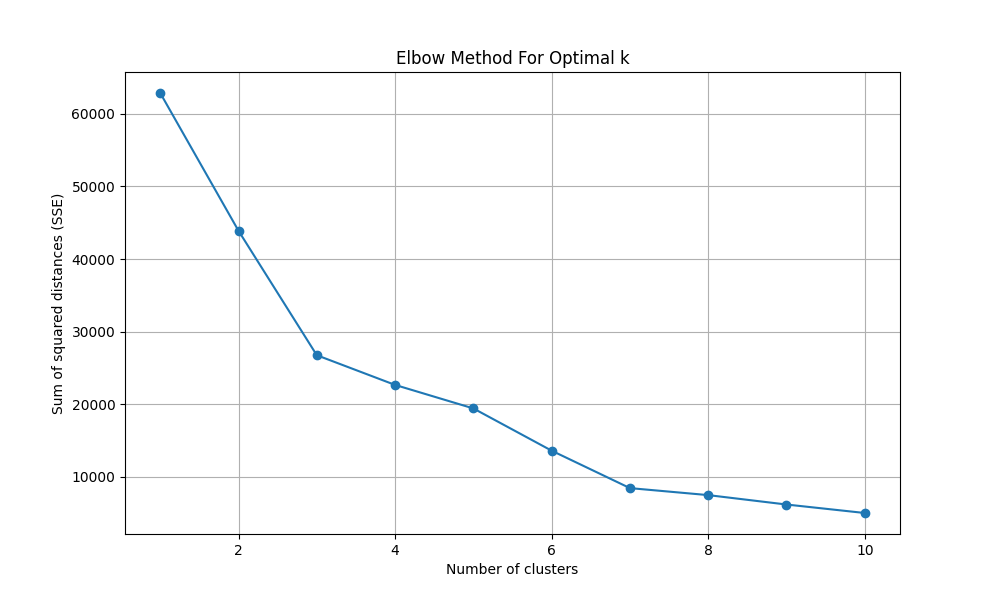 Elbow Method For Optimal k
Sum of squared distances (SSE)
60000
50000
40000
30000
20000
10000
2 4 6 8 10
Number of clusters